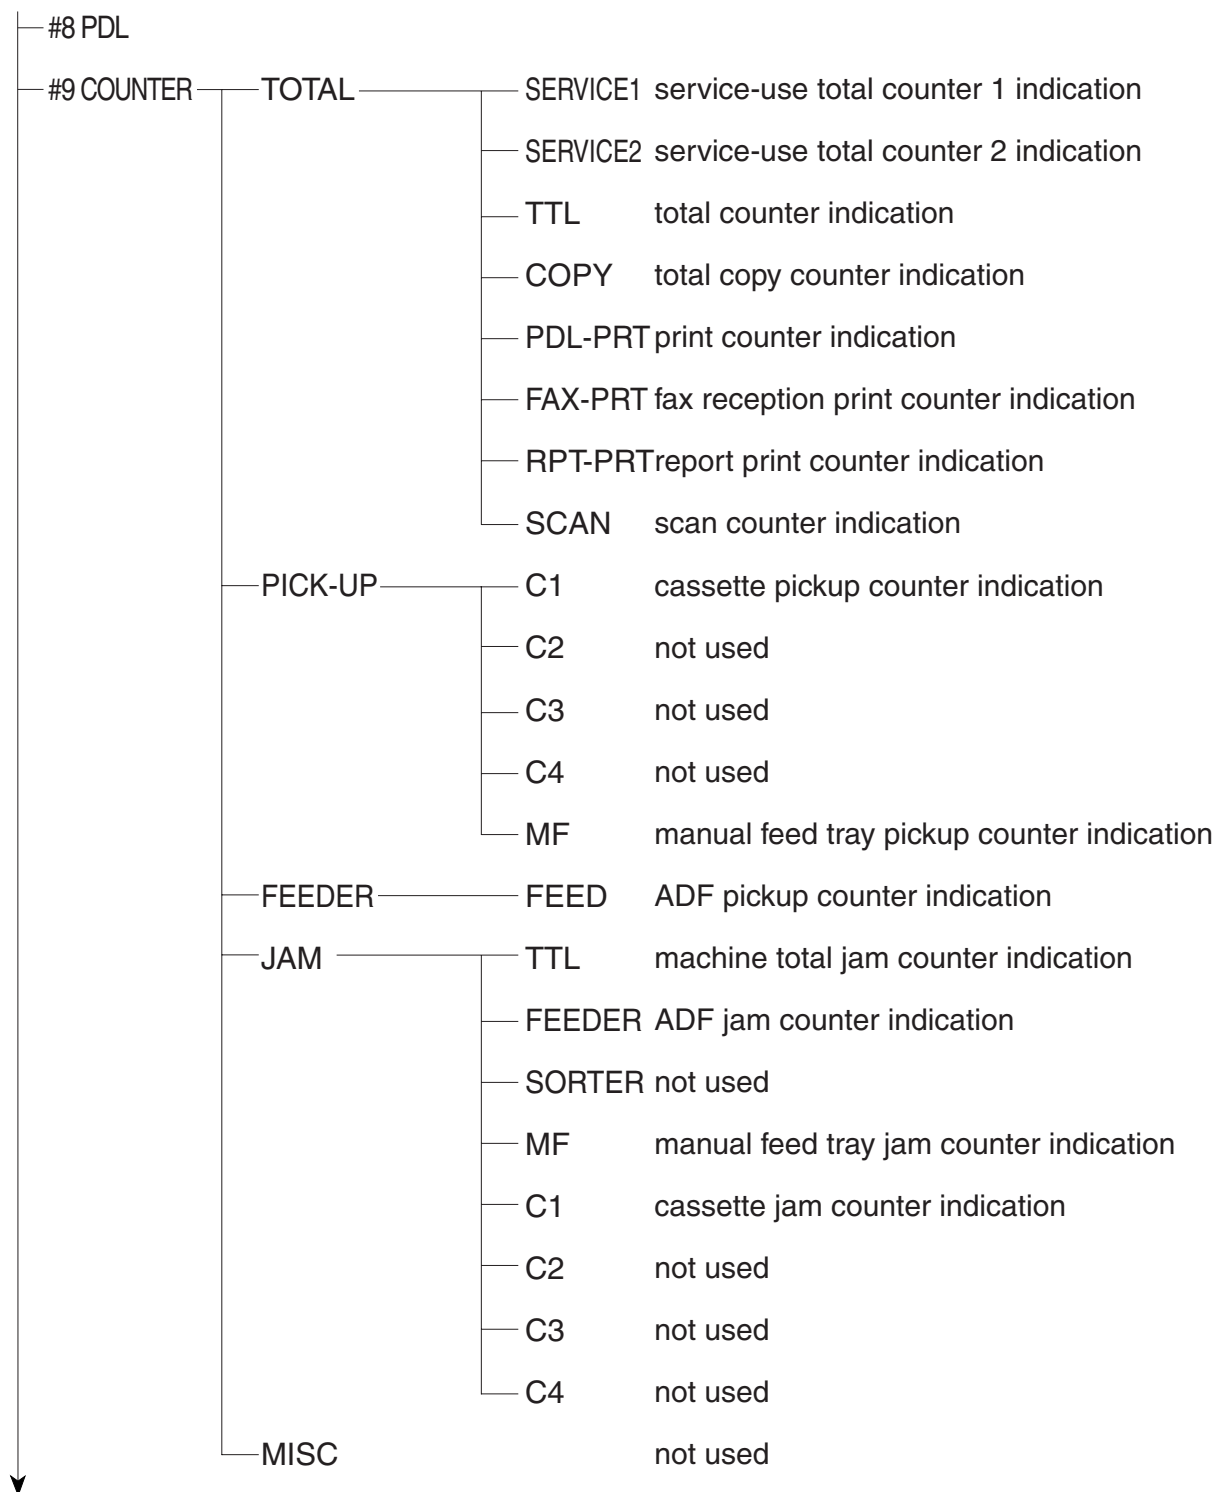 #8 PDL
#9 COUNTER TOTAL SERVICE1 service-use total counter 1 indication
SERVICE2 service-use total counter 2 indication
TTL total counter indication
COPY total copy counter indication
PDL-PRT print counter indication
FAX-PRT fax reception print counter indication
RPT-PRT report print counter indication
SCAN scan counter indication
PICK-UP C1 cassette pickup counter indication
C2 not used
C3 not used
C4 not used
MF manual feed tray pickup counter indication
FEEDER FEED ADF pickup counter indication
JAM TTL machine total jam counter indication
FEEDER ADF jam counter indication
SORTER not used
MF manual feed tray jam counter indication
C1 cassette jam counter indication
C2 not used
C3 not used
C4 not used
MISC not used